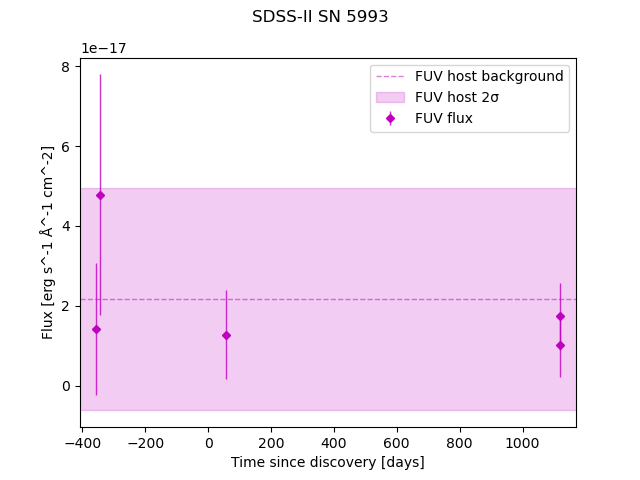 SDSS-II SN 5993
1e−17
FUV host background
FUV host 2σ
FUV flux
8
6
4
2
0
Flux [erg s^-1 Å^-1 cm^-2]
−400 −200 0 200 400 600 800 1000
Time since discovery [days]